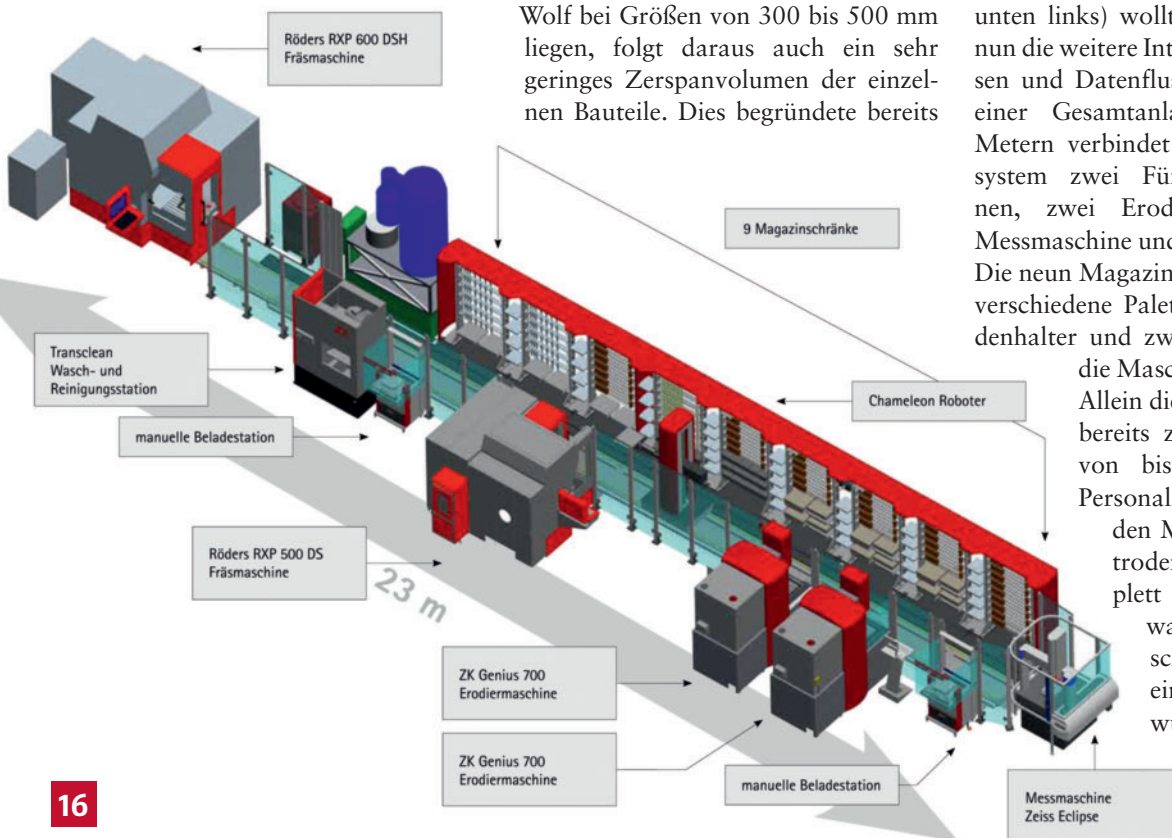 Wolf bei Größen von 300 bis 500 mm
liegen, folgt daraus auch ein sehr
geringes Zerspanvolumen der einzel-
nen Bauteile. Dies begründete bereits
unten links) wollt
nun die weitere Int
sen und Datenflus
einer Gesamtanla
Metern verbindet
system zwei Fü
nen, zwei Erod
Messmaschine und
Die neun Magazin
verschiedene Palet
denhalter und zw
die Masc
Allein die
bereits z
von bis
Personal
den M
troden
plett
wa
sc
ein
wu
Röders RXP 600 DSH
Fräsmaschine
9 Magazinschränke
Transclean
Wasch- und
Reinigungsstation
Chameleon Roboter
manuelle Beladestation
Röders RXP 500 DS
Fräsmaschine
23 m
ZK Genius 700
Erodiermaschine
ZK Genius 700
Erodiermaschine
manuelle Beladestation
Messmaschine
Zeiss Eclipse
16